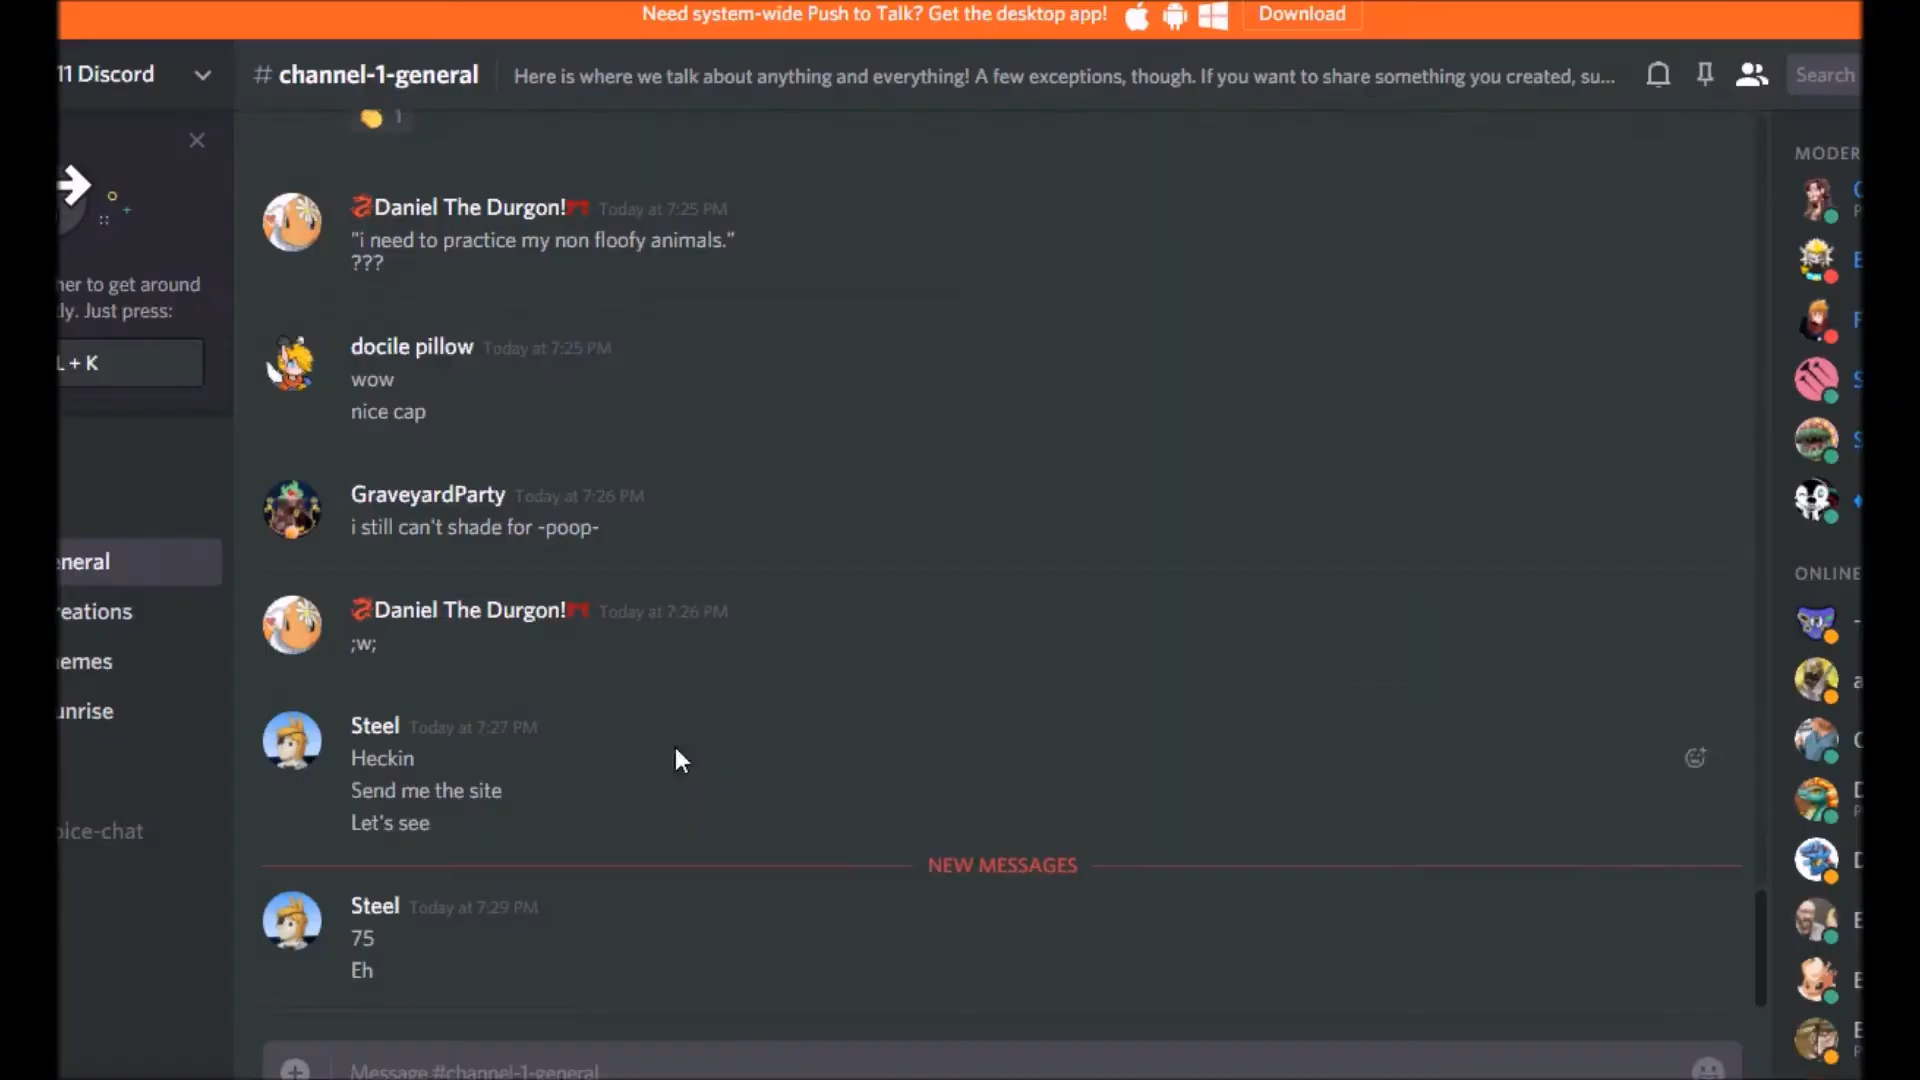 Need system-wide Push to Talk? Get the desktop app!
Download
11 Discord
# channel-1-general
Here is where we talk about anything and everything! A few exceptions, though. If you want to share something you created, su...
Search
her to get around
ly. Just press:
L + K
eneral
reations
emes
unrise
oice-chat
1
Daniel The Durgon! Today at 7:25 PM
"i need to practice my non floofy animals."
???
docile pillow Today at 7:25 PM
wow
nice cap
GraveyardParty Today at 7:26 PM
i still can't shade for -poop-
Daniel The Durgon! Today at 7:26 PM
;w;
Steel Today at 7:27 PM
Heckin
Send me the site
Let's see
NEW MESSAGES
Steel Today at 7:29 PM
75
Eh
Message #channel-1-general
MODER
ONLINE